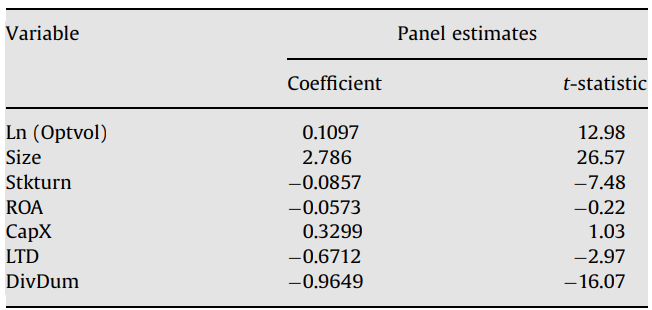 Variable Panel estimates
Coefficient t-statistic
Ln (Optvol) 0.1097 12.98
Size 2.786 26.57
Stkturn −0.0857 −7.48
ROA −0.0573 −0.22
CapX 0.3299 1.03
LTD −0.6712 −2.97
DivDum −0.9649 −16.07